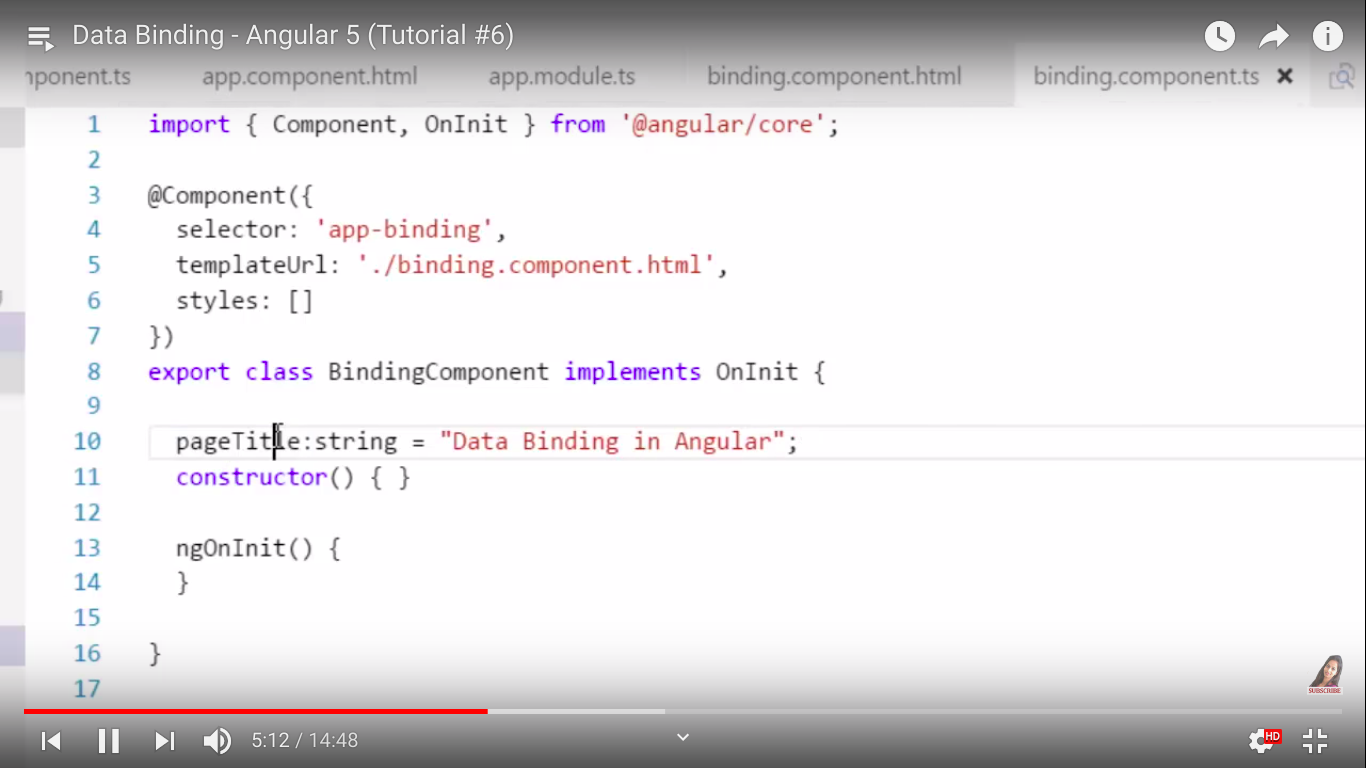 Data Binding - Angular 5 (Tutorial #6)
nponent.ts app.component.html app.module.ts binding.component.html binding.component.ts
1 import { Component, OnInit } from '@angular/core';
2
3 @Component({
4 selector: 'app-binding',
5 templateUrl: './binding.component.html',
6 styles: []
7 })
8 export class BindingComponent implements OnInit {
9
10 pageTitle:string = "Data Binding in Angular";
11 constructor() { }
12
13 ngOnInit() {
14 }
15
16 }
17
SUBSCRIBE
5:12 / 14:48
HD